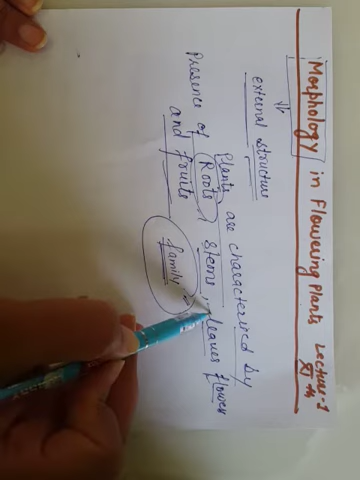 Morphology in Flowering Plants Lecture-1
XI th
external structure
Plants are characterized by
Presence of Roots, stems, leaves flower
and fruits
family